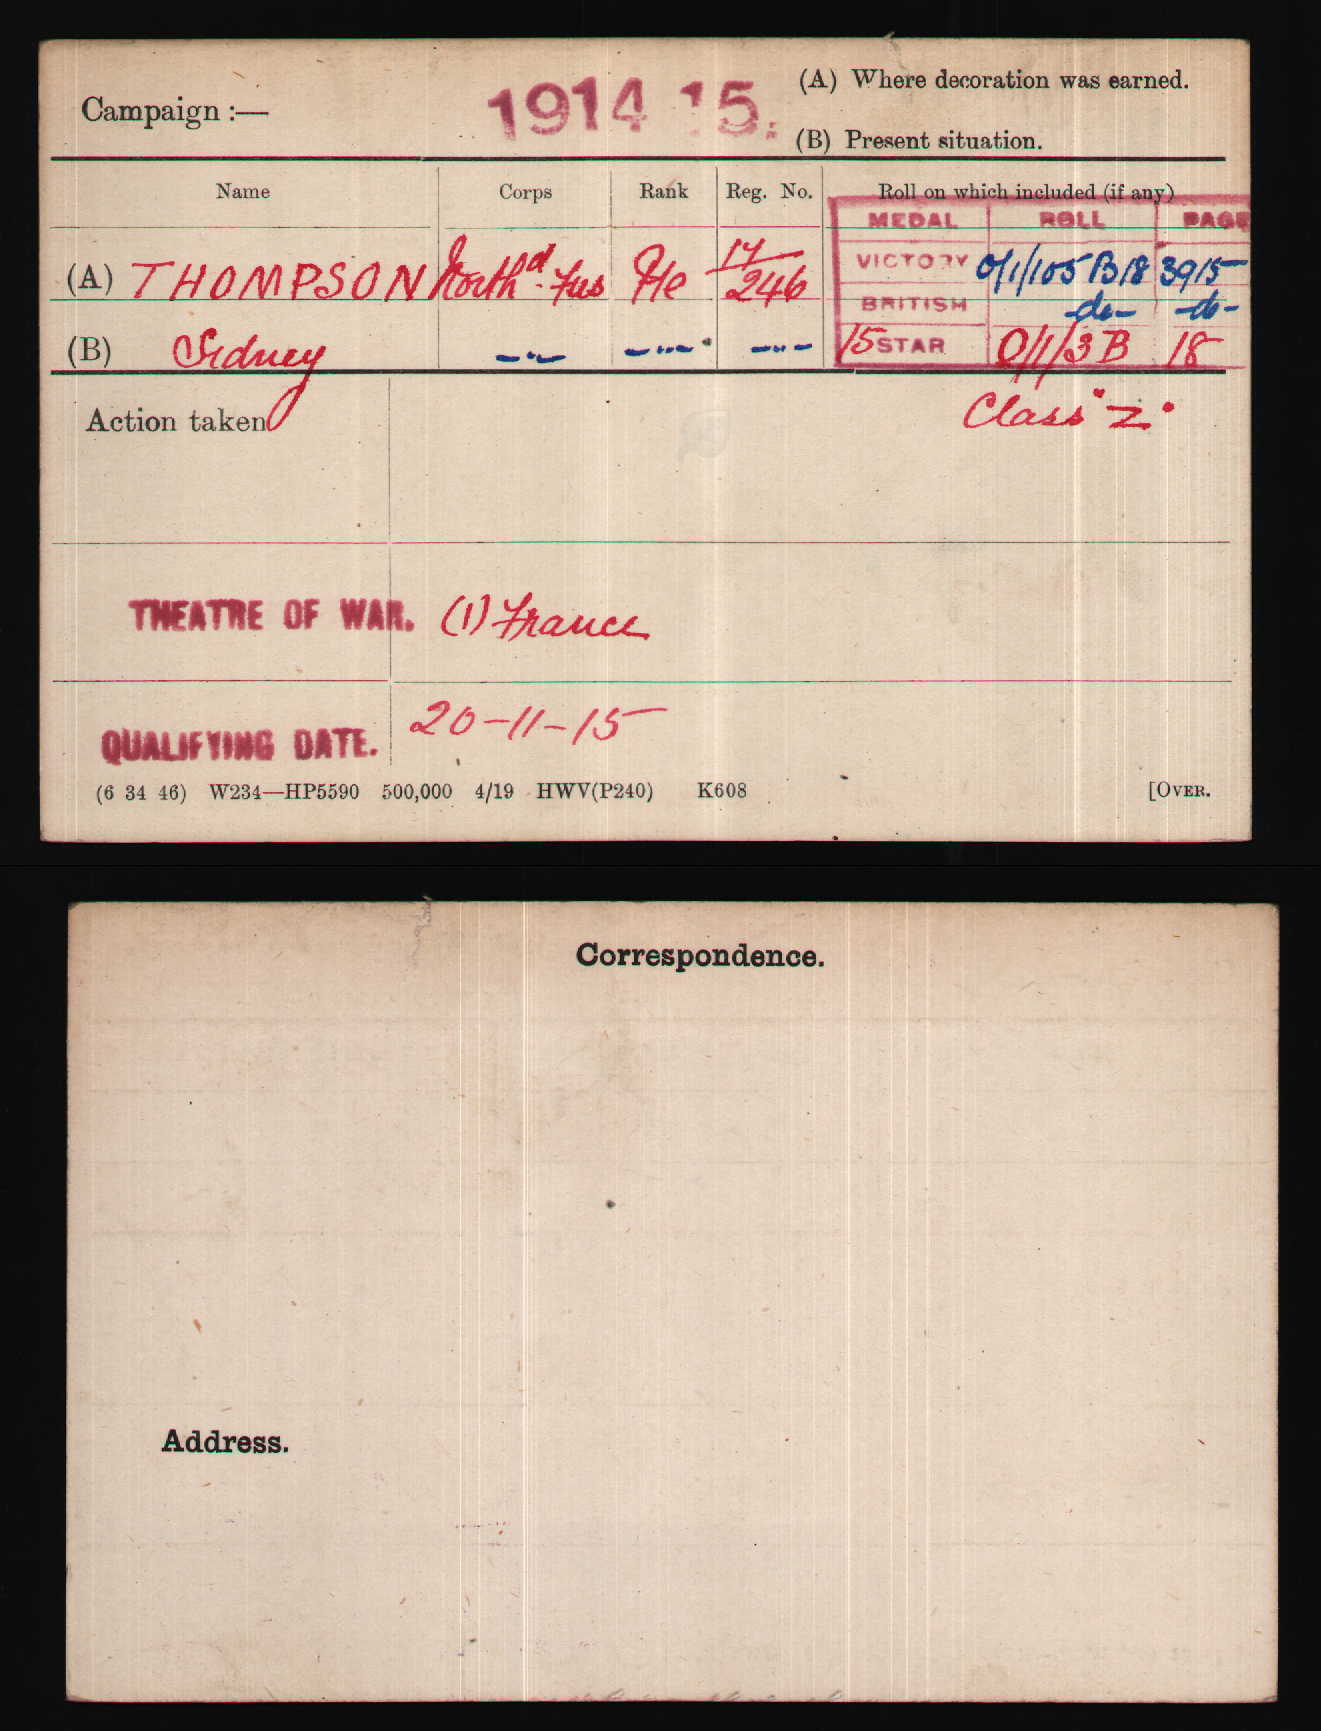 Campaign :—
1914 15.
(A) Where decoration was earned.
(B) Present situation.
Name Corps Rank Reg. No. Roll on which included (if any)
MEDAL ROLL PAGE
(A) THOMPSON North'd Fus Pte 17/246
VICTORY O/1/105 B18 3915
BRITISH -do- -do-
(B) Sidney -"- -"- -"-
15 STAR O/1/3B 18
Action taken
Class "Z"
THEATRE OF WAR. (1) France
QUALIFYING DATE. 20-11-15
(6 34 46) W234—HP5590 500,000 4/19 HWV(P240) K608 [OVER.
Correspondence.
Address.